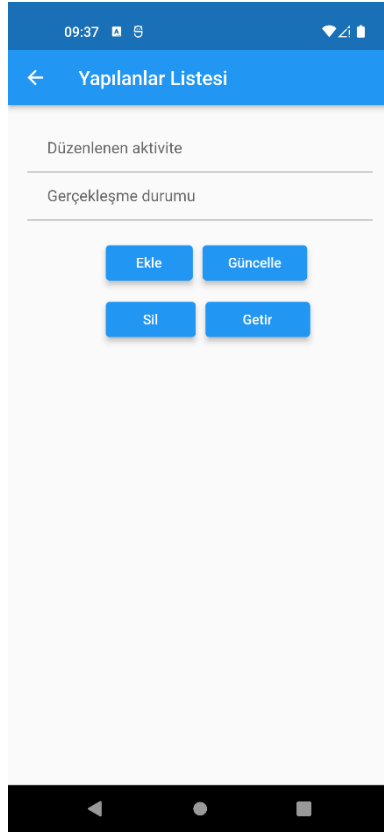 09:37
Yapılanlar Listesi
Düzenlenen aktivite
Gerçekleşme durumu
Ekle Güncelle
Sil Getir